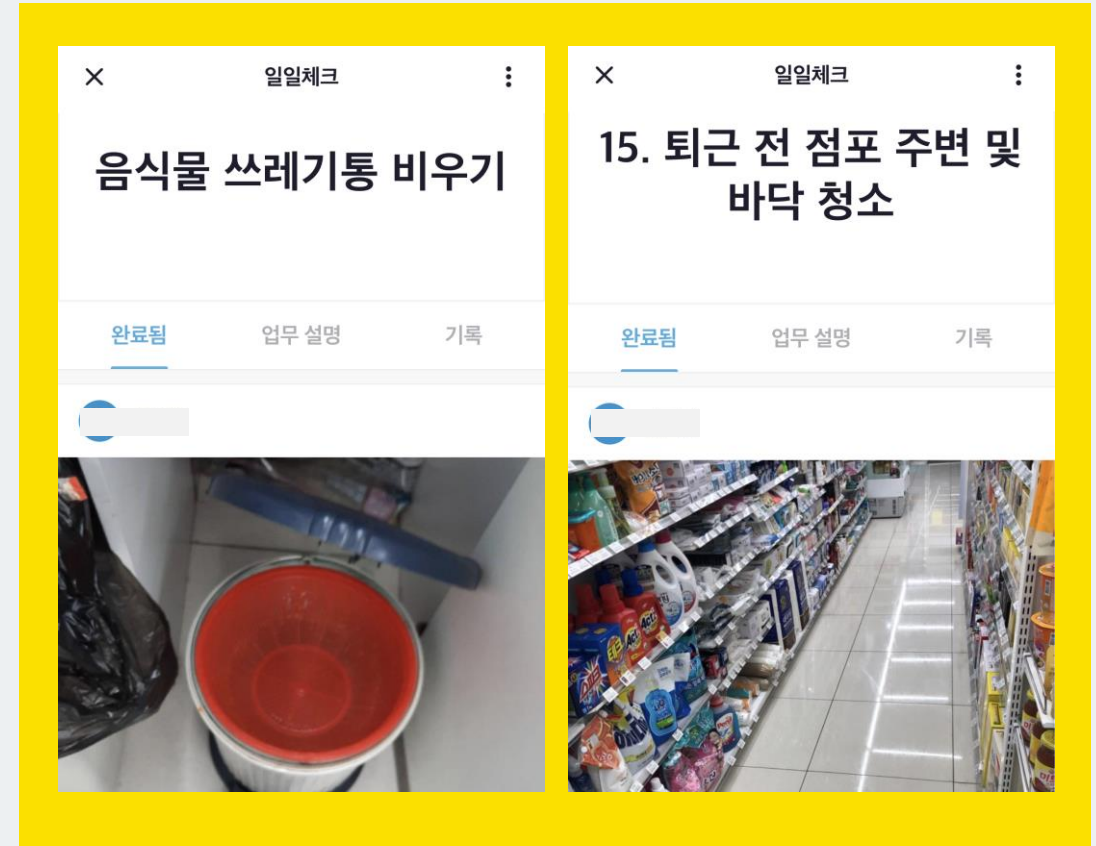 일일체크
음식물 쓰레기통 비우기
완료됨 업무 설명 기록
일일체크
15. 퇴근 전 점포 주변 및
바닥 청소
완료됨 업무 설명 기록